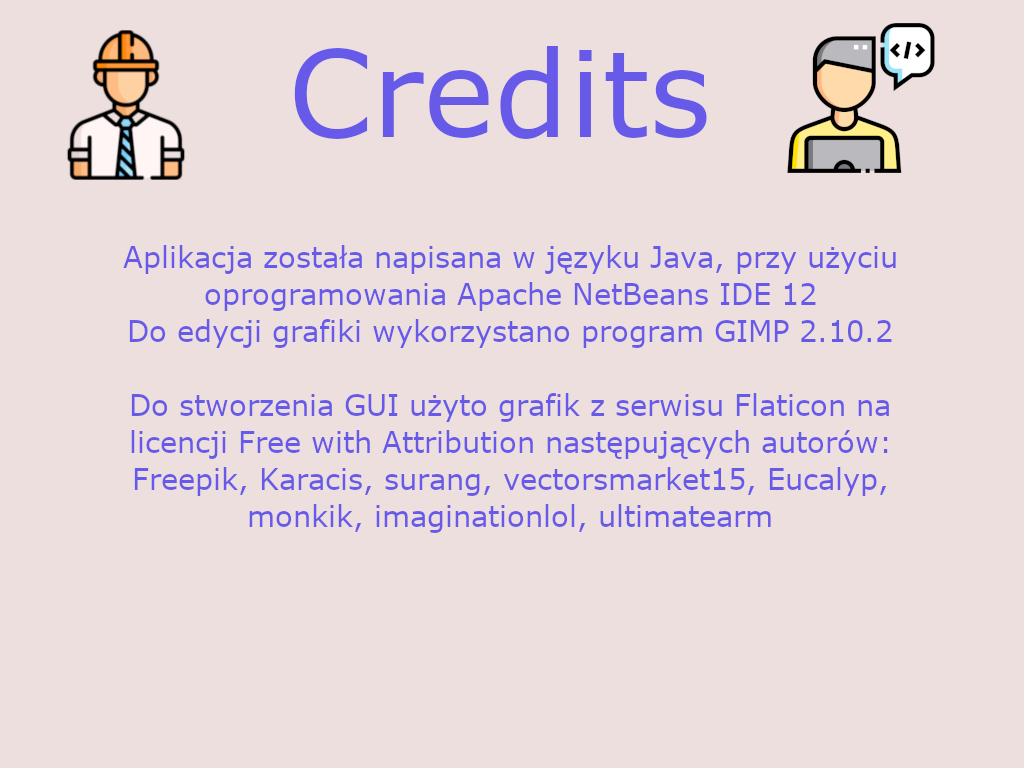 Credits
</>
Aplikacja została napisana w języku Java, przy użyciu
oprogramowania Apache NetBeans IDE 12
Do edycji grafiki wykorzystano program GIMP 2.10.2
Do stworzenia GUI użyto grafik z serwisu Flaticon na
licencji Free with Attribution następujących autorów:
Freepik, Karacis, surang, vectorsmarket15, Eucalyp,
monkik, imaginationlol, ultimatearm